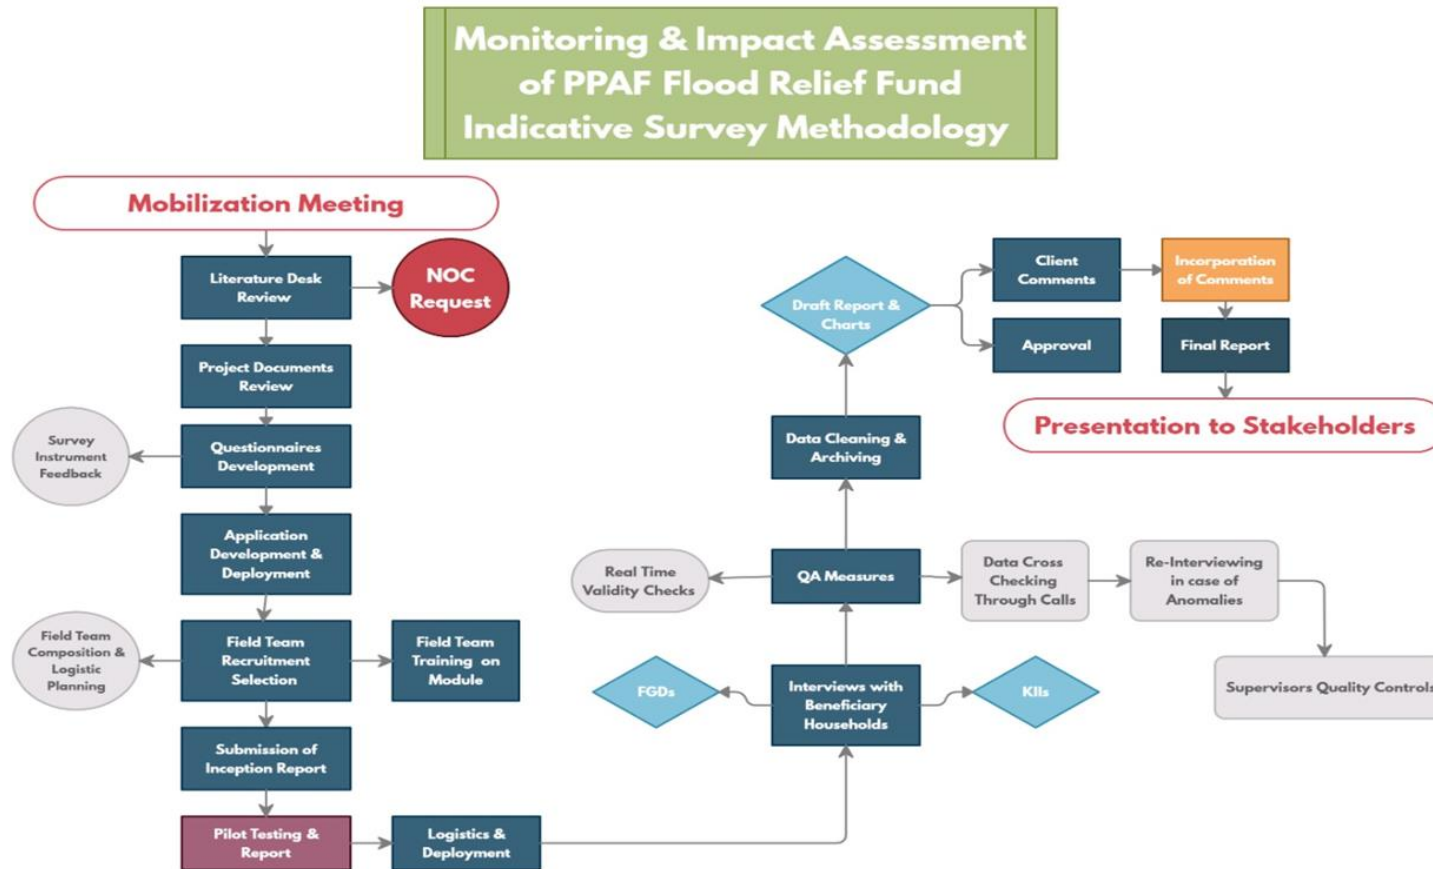 Monitoring & Impact Assessment
of PPAF Flood Relief Fund
Indicative Survey Methodology
Mobilization Meeting
Literature Desk
Review
NOC
Request
Project Documents
Review
Survey
Instrument
Feedback
Questionnaires
Development
Application
Development &
Deployment
Field Team
Composition &
Logistic
Planning
Field Team
Recruitment
Selection
Field Team
Training on
Module
Submission of
Inception Report
Pilot Testing &
Report
Logistics &
Deployment
Interviews with
Beneficiary
Households
FGDs
KIIs
QA Measures
Real Time
Validity Checks
Data Cross
Checking
Through Calls
Re-Interviewing
in case of
Anomalies
Supervisors Quality Controls
Data Cleaning &
Archiving
Draft Report &
Charts
Client
Comments
Approval
Incorporation
of Comments
Final Report
Presentation to Stakeholders